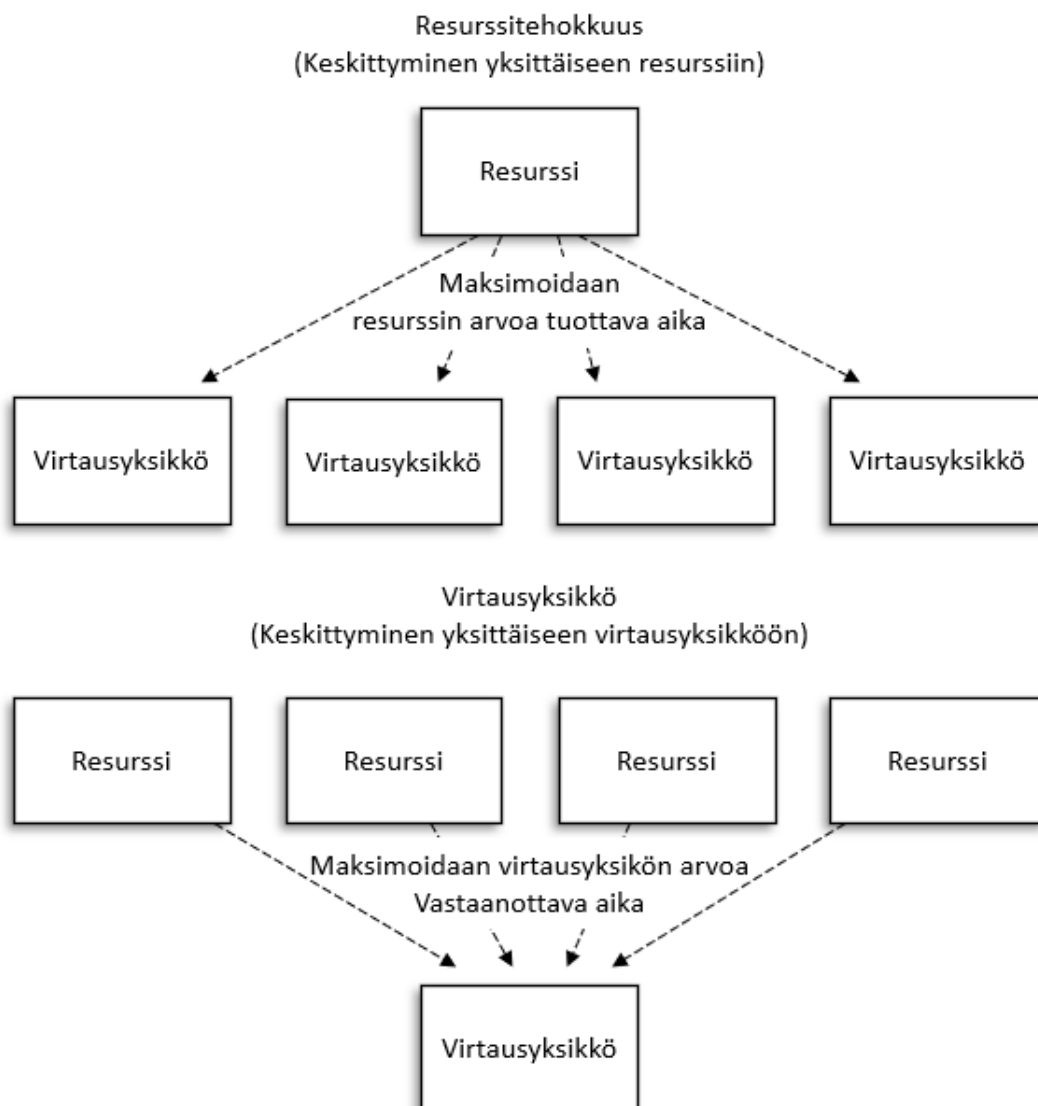 Resurssitehokkuus
(Keskittyminen yksittäiseen resurssiin)
Resurssi
Maksimoidaan
resurssin arvoa tuottava aika
Virtausyksikkö
Virtausyksikkö
Virtausyksikkö
Virtausyksikkö
Virtausyksikkö
(Keskittyminen yksittäiseen virtausyksikköön)
Resurssi
Resurssi
Resurssi
Resurssi
Maksimoidaan virtausyksikön arvoa
Vastaanottava aika
Virtausyksikkö